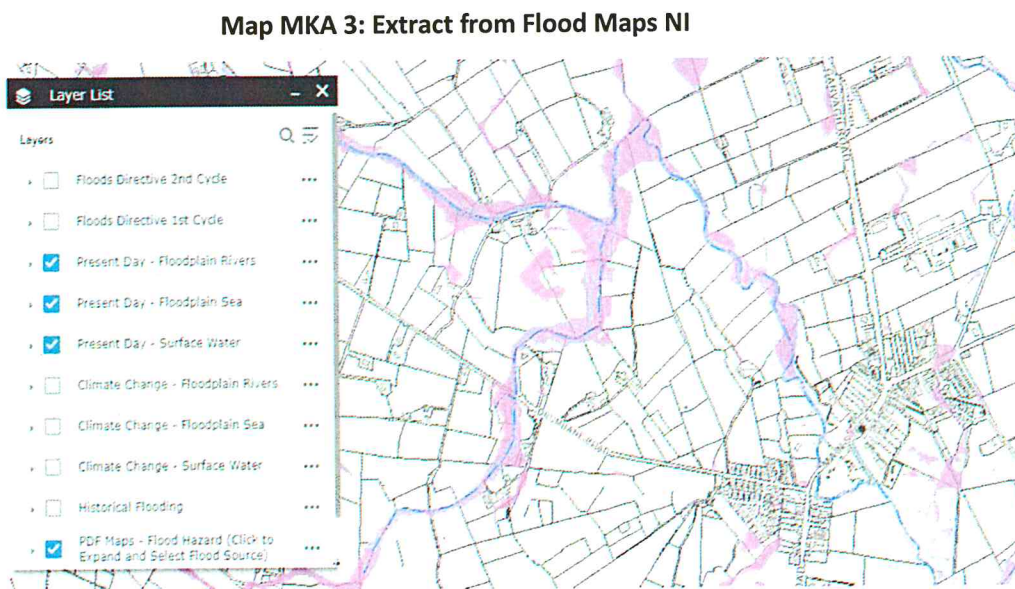 Map MKA 3: Extract from Flood Maps NI
Layer List
Layers
Floods Directive 2nd Cycle
Floods Directive 1st Cycle
Present Day - Floodplain Rivers
Present Day - Floodplain Sea
Present Day - Surface Water
Climate Change - Floodplain Rivers
Climate Change - Floodplain Sea
Climate Change - Surface Water
Historical Flooding
PDF Maps - Flood Hazard (Click to
Expand and Select Flood Source)